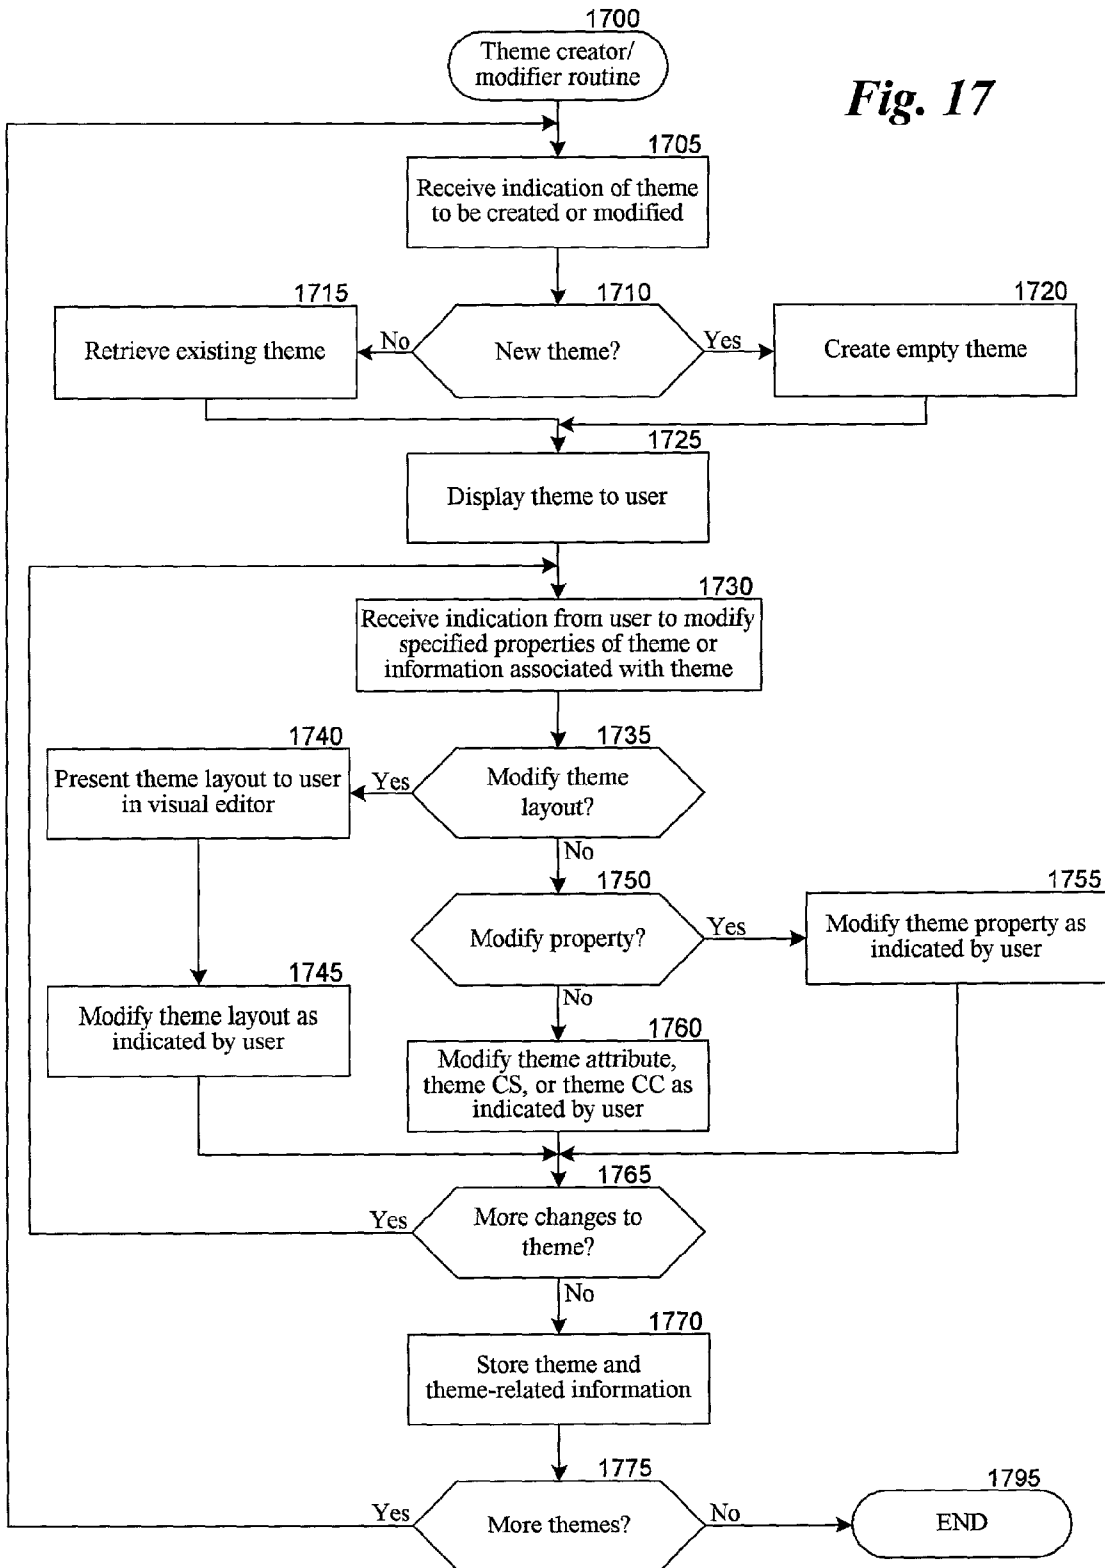 1700
Theme creator/
modifier routine
Fig. 17
1705
Receive indication of theme
to be created or modified
1715
1710
1720
Retrieve existing theme
No
New theme?
Yes
Create empty theme
1725
Display theme to user
1730
Receive indication from user to modify
specified properties of theme or
information associated with theme
1740
1735
Present theme layout to user
in visual editor
Yes
Modify theme
layout?
No
1750
1755
Modify property?
Yes
Modify theme property as
indicated by user
1745
No
Modify theme layout as
indicated by user
1760
Modify theme attribute,
theme CS, or theme CC as
indicated by user
1765
Yes
More changes to
theme?
No
1770
Store theme and
theme-related information
1775
1795
Yes
More themes?
No
END